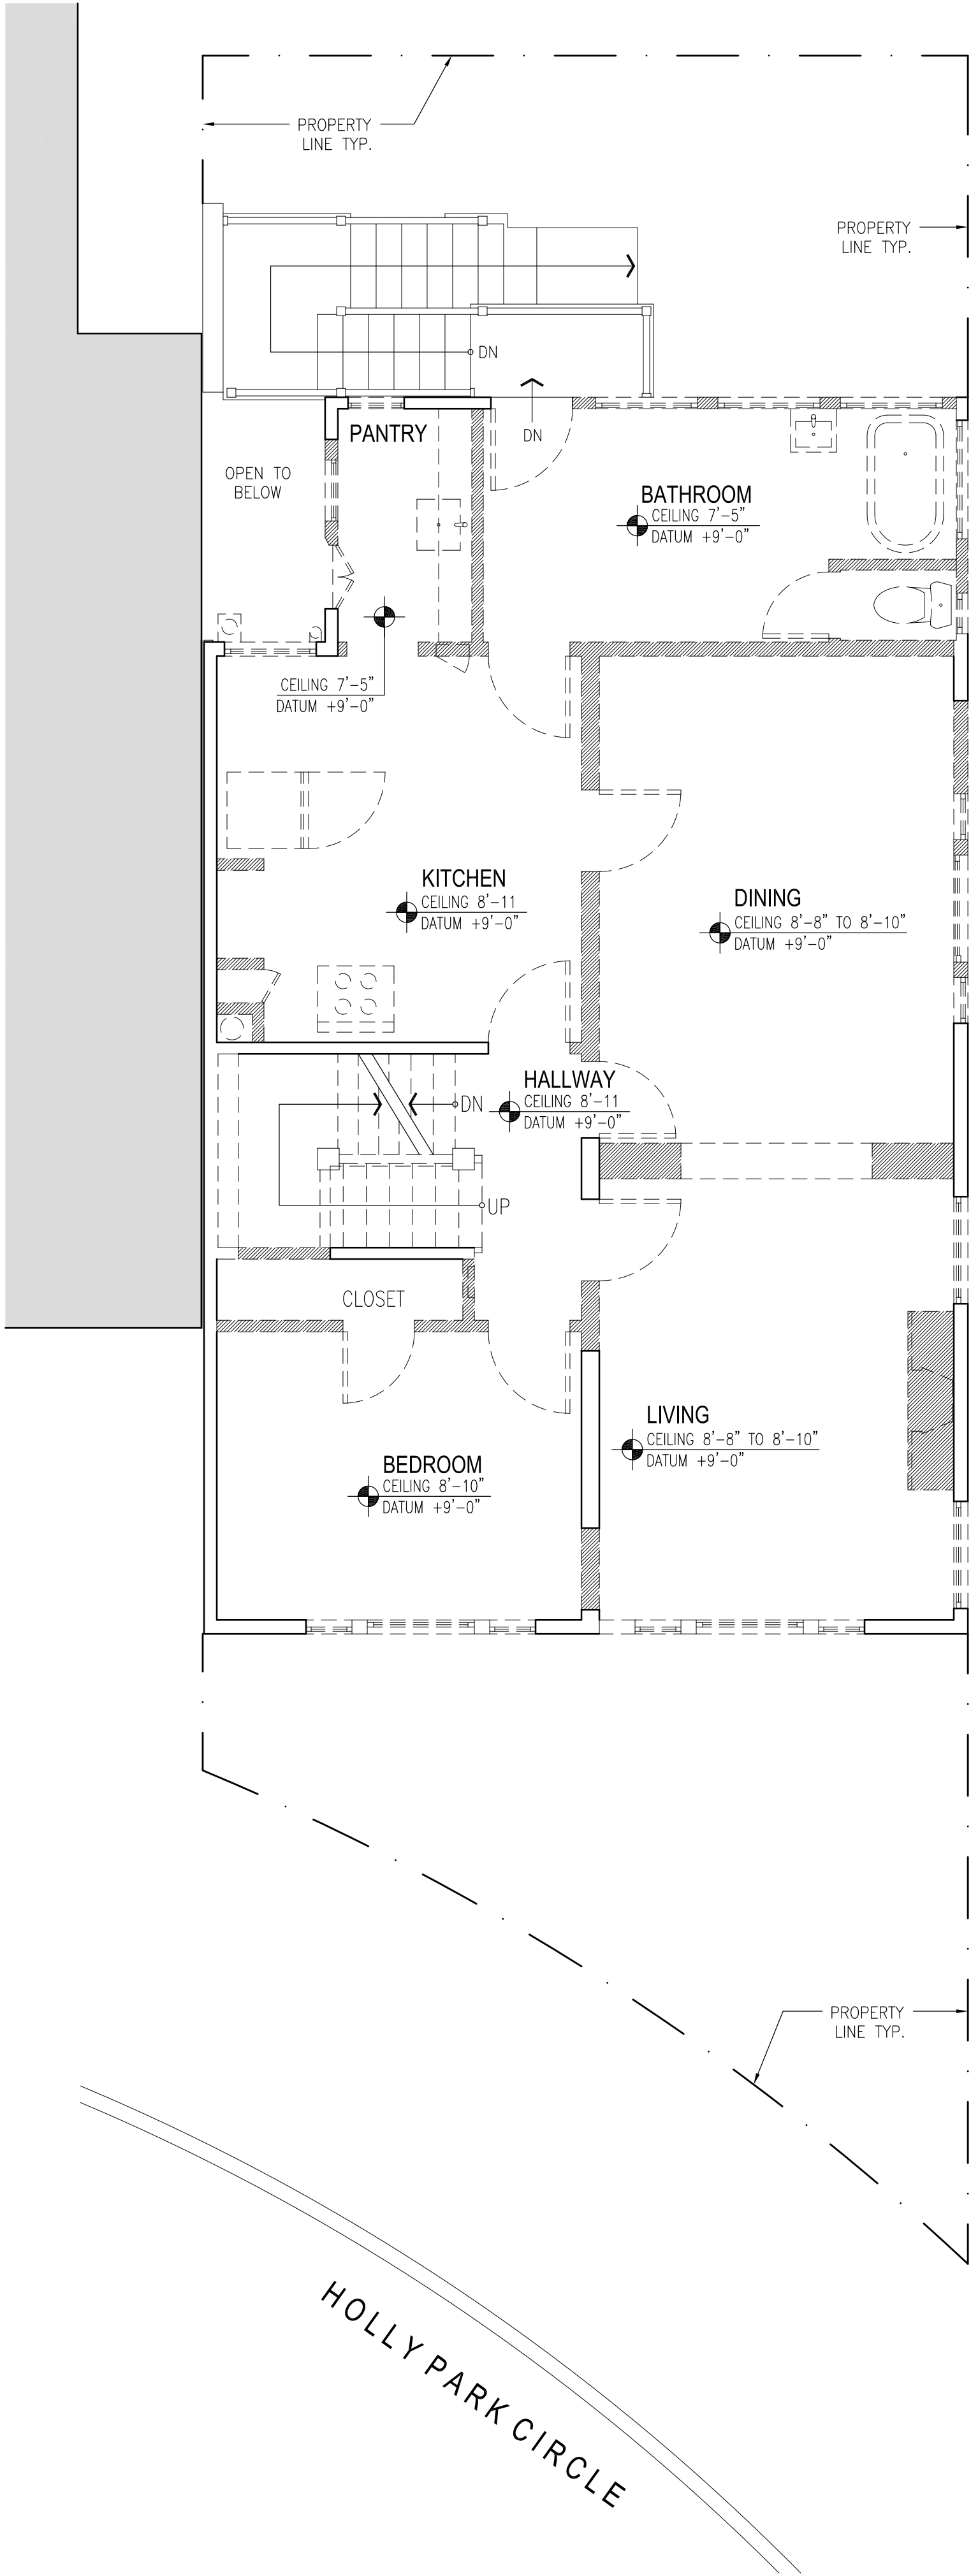 PROPERTY
LINE TYP.
PROPERTY
LINE TYP.
DN
DN
PANTRY
OPEN TO
BELOW
BATHROOM
CEILING 7'-5"
DATUM +9'-0"
CEILING 7'-5"
DATUM +9'-0"
KITCHEN
CEILING 8'-11
DATUM +9'-0"
DINING
CEILING 8'-8" TO 8'-10"
DATUM +9'-0"
HALLWAY
CEILING 8'-11
DATUM +9'-0"
DN
UP
CLOSET
LIVING
CEILING 8'-8" TO 8'-10"
DATUM +9'-0"
BEDROOM
CEILING 8'-10"
DATUM +9'-0"
PROPERTY
LINE TYP.
HOLLY PARK CIRCLE